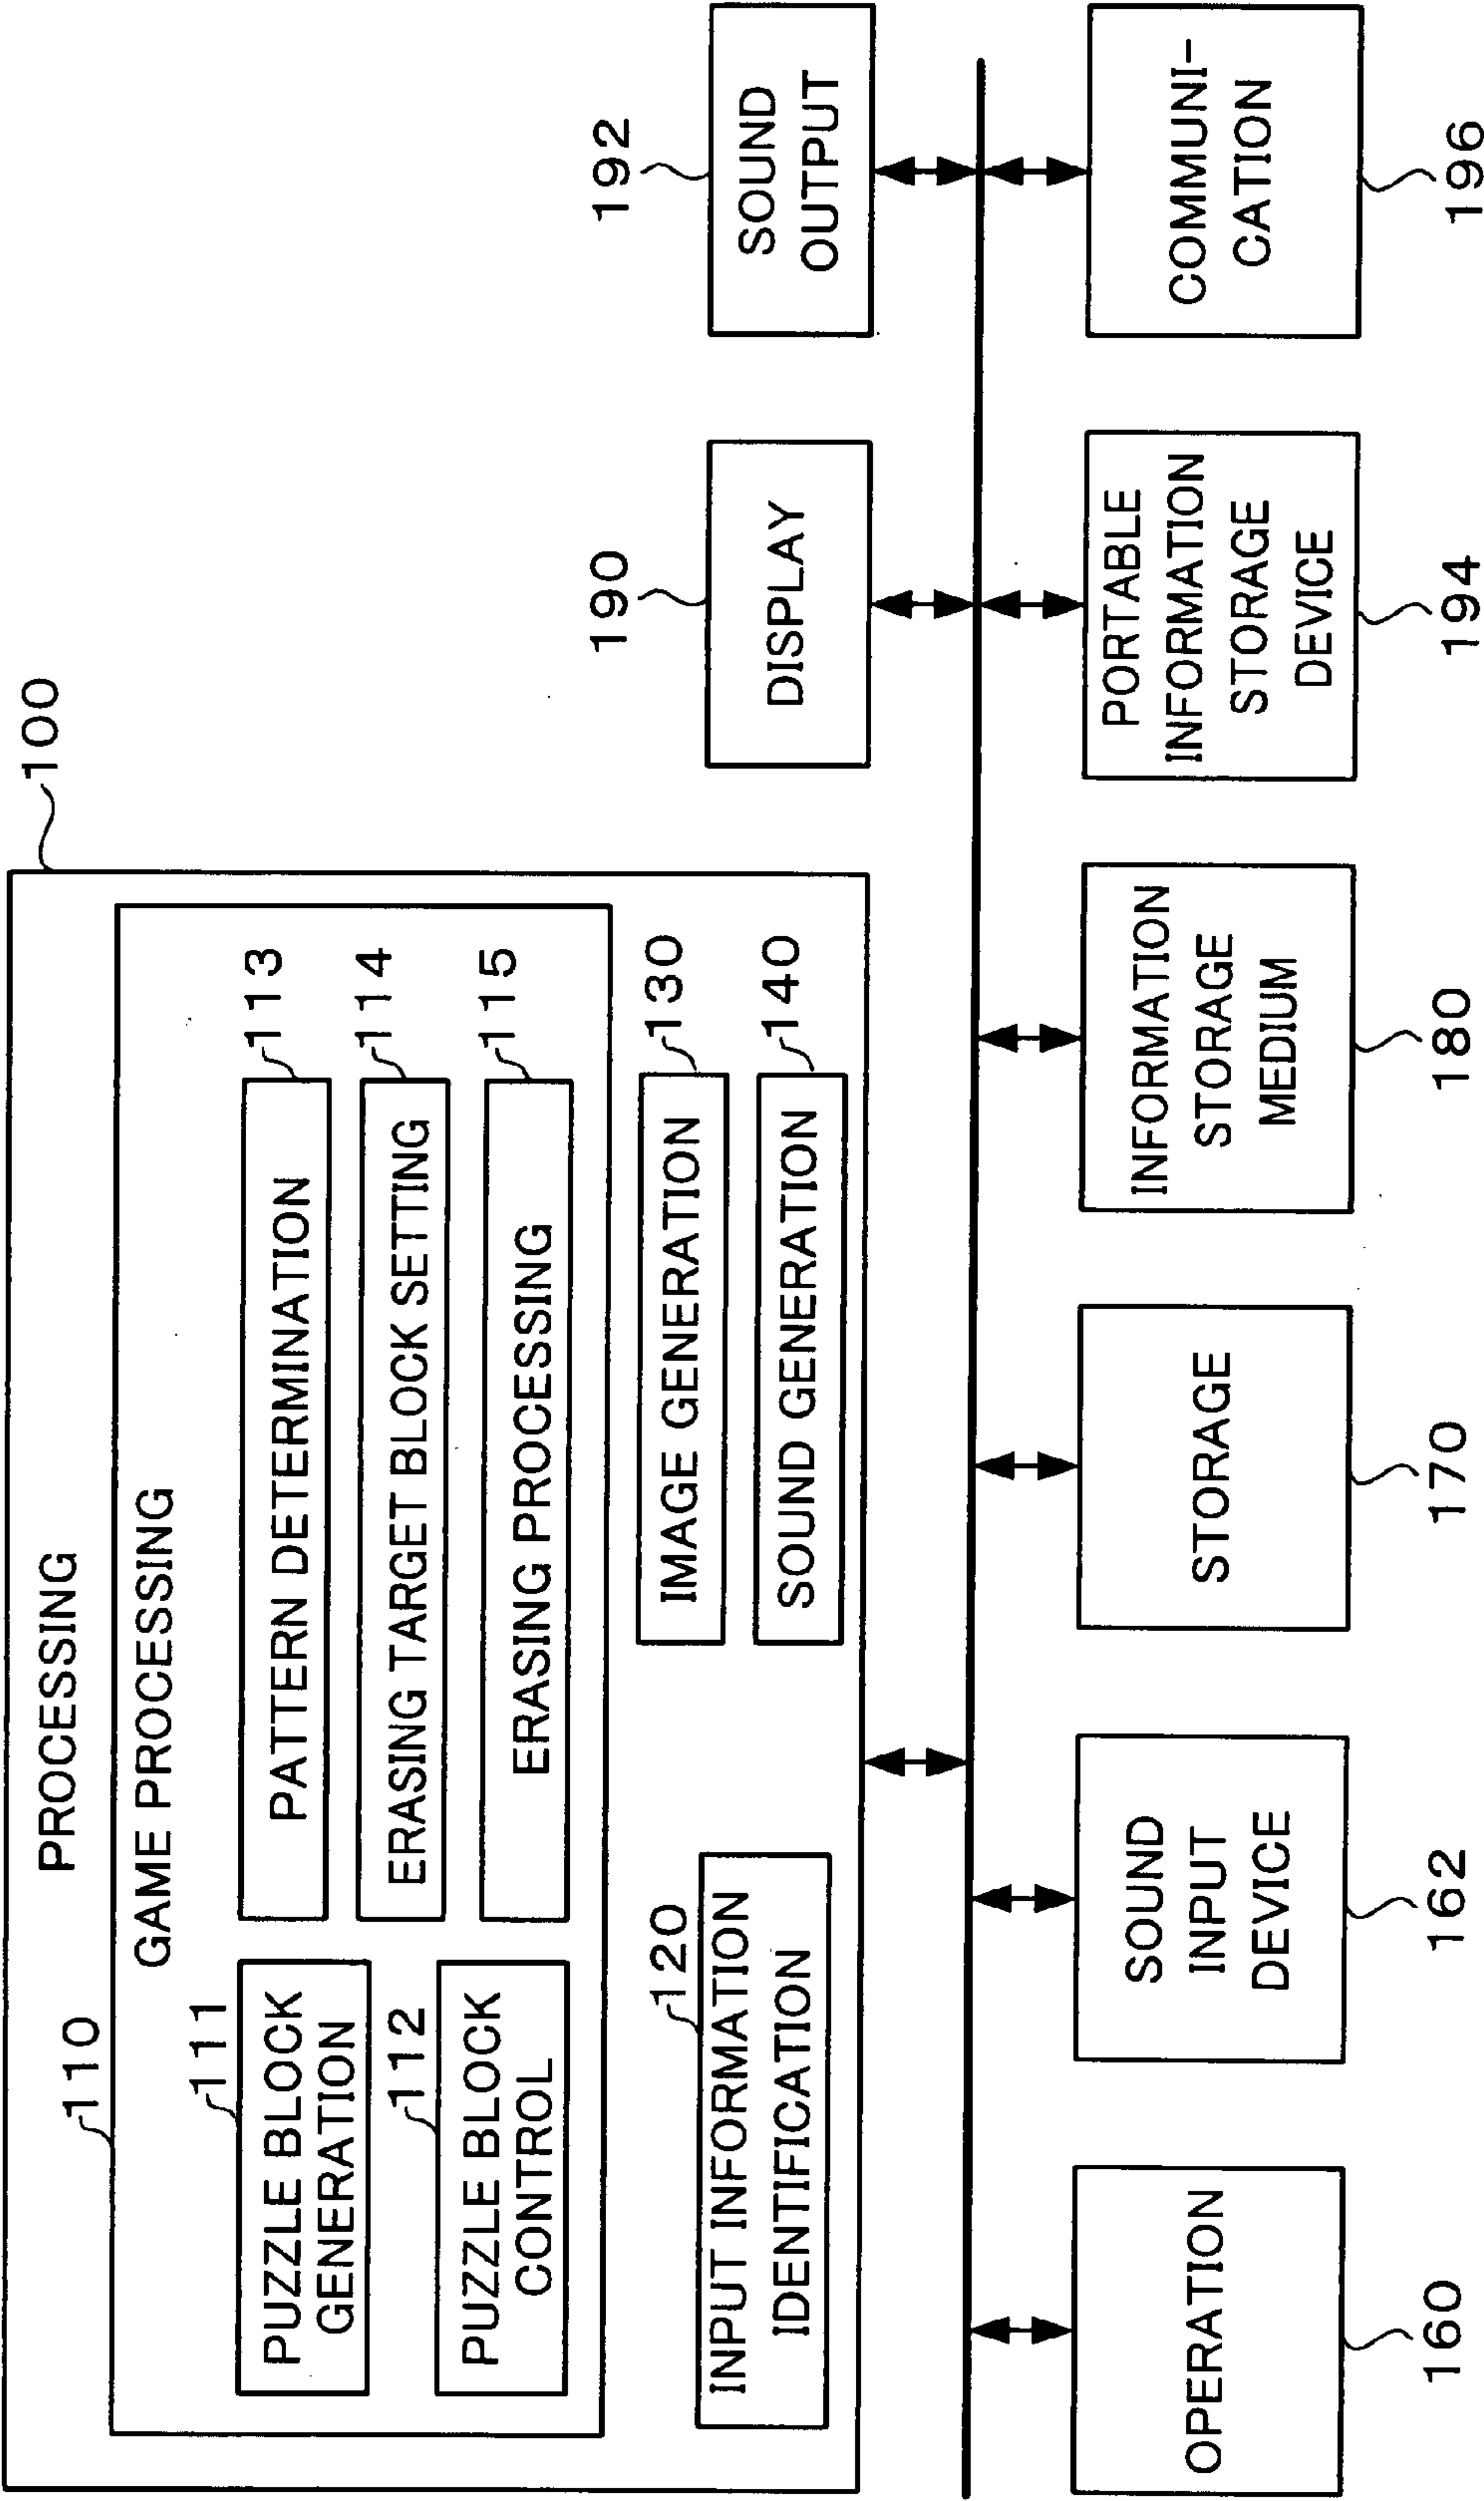 100
PROCESSING
110
GAME PROCESSING
111
PUZZLE BLOCK
GENERATION
112
PUZZLE BLOCK
CONTROL
PATTERN DETERMINATION
113
ERASING TARGET BLOCK SETTING
114
ERASING PROCESSING
115
120
INPUT INFORMATION
IDENTIFICATION
IMAGE GENERATION
130
SOUND GENERATION
140
190
DISPLAY
192
SOUND
OUTPUT
OPERATION
160
SOUND
INPUT
DEVICE
162
STORAGE
170
INFORMATION
STORAGE
MEDIUM
180
PORTABLE
INFORMATION
STORAGE
DEVICE
194
COMMUNI-
CATION
196